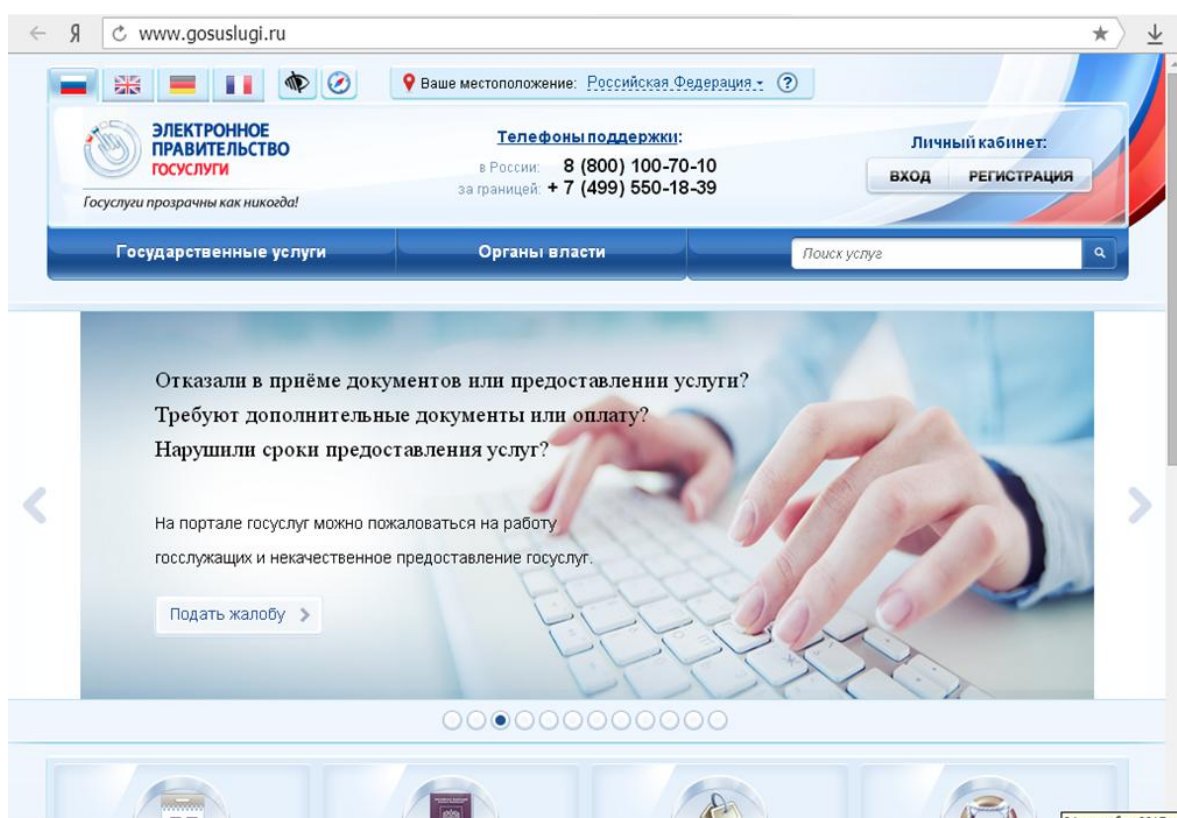 Я www.gosuslugi.ru
Ваше местоположение: Российская Федерация ?
ЭЛЕКТРОННОЕ
ПРАВИТЕЛЬСТВО
ГОСУСЛУГИ
Госуслуги прозрачны как никогда!
Телефоны поддержки:
в России: 8 (800) 100-70-10
за границей: + 7 (499) 550-18-39
Личный кабинет:
ВХОД РЕГИСТРАЦИЯ
Государственные услуги Органы власти Поиск услуг
Отказали в приёме документов или предоставлении услуги?
Требуют дополнительные документы или оплату?
Нарушили сроки предоставления услуг?
На портале госуслуг можно пожаловаться на работу
госслужащих и некачественное предоставление госуслуг.
Подать жалобу